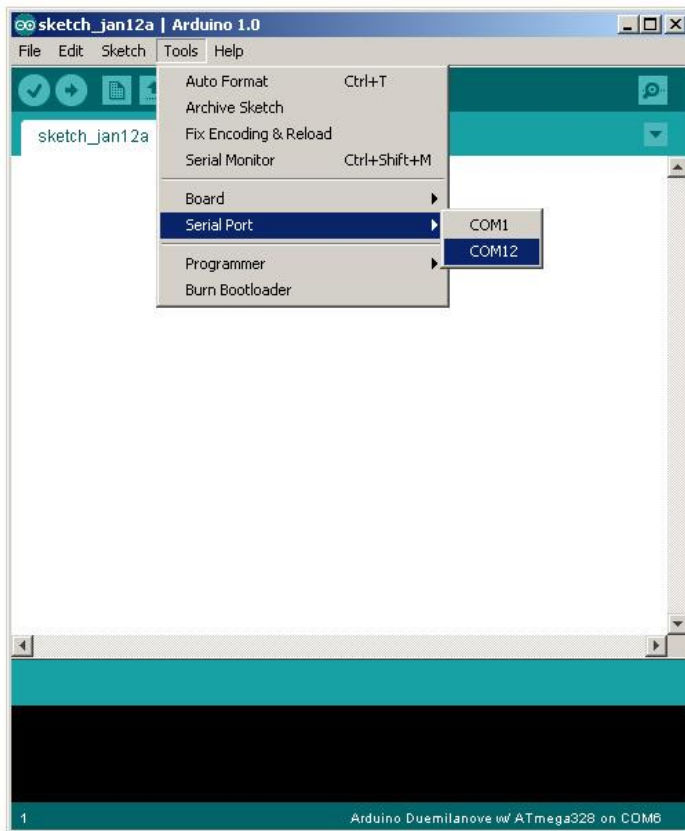 sketch_jan12a | Arduino 1.0
File Edit Sketch Tools Help
sketch_jan12a
Auto Format Ctrl+T
Archive Sketch
Fix Encoding & Reload
Serial Monitor Ctrl+Shift+M
Board
Serial Port
COM1
COM12
Programmer
Burn Bootloader
1 Arduino Duemilanove w/ ATmega328 on COM6